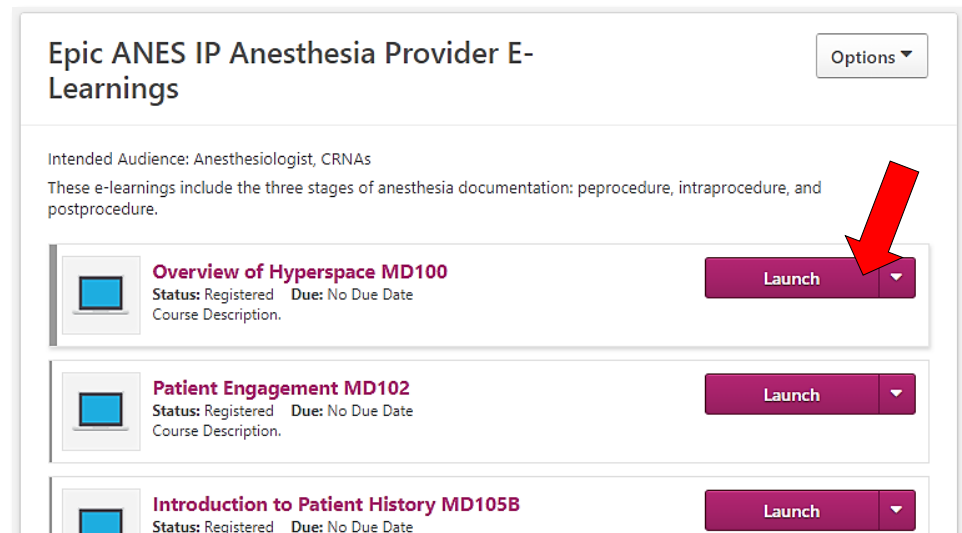 Epic ANES IP Anesthesia Provider E-
Learnings
Options
Intended Audience: Anesthesiologist, CRNAs
These e-learnings include the three stages of anesthesia documentation: peprocedure, intraprocedure, and
postprocedure.
Overview of Hyperspace MD100
Launch
Status: Registered Due: No Due Date
Course Description.
Patient Engagement MD102
Launch
Status: Registered Due: No Due Date
Course Description.
Introduction to Patient History MD105B
Launch
Status: Registered Due: No Due Date